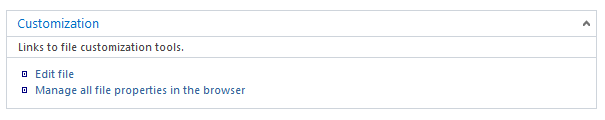 Customization
Links to file customization tools.
Edit file
Manage all file properties in the browser